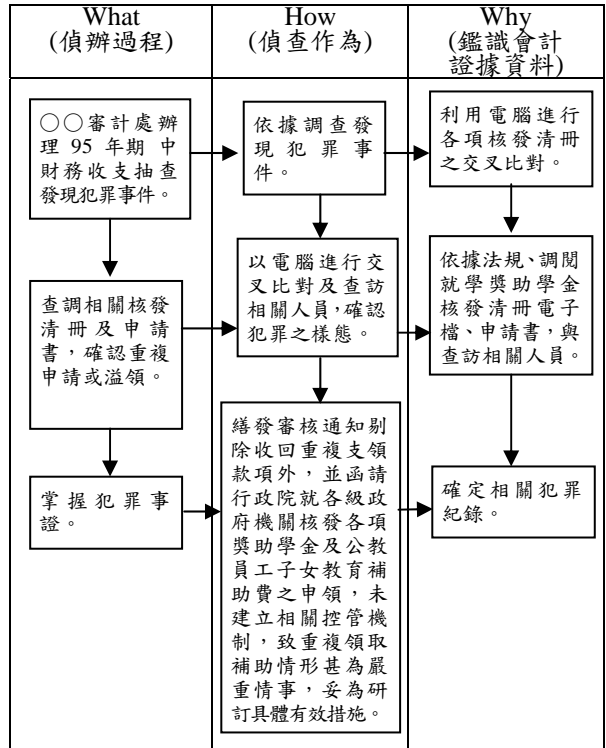 What
(偵辦過程)
How
(偵查作為)
Why
(鑑識會計
證據資料)
○○審計處辦
理 95 年期中
財務收支抽查
發現犯罪事件。
依據調查發
現犯罪事
件。
利用電腦進行
各項核發清冊
之交叉比對。
查調相關核發
清冊及申請
書，確認重複
申請或溢領。
以電腦進行交
叉比對及查訪
相關人員，確認
犯罪之樣態。
依據法規、調閱
就學獎助學金
核發清冊電子
檔、申請書，與
查訪相關人員。
掌握犯罪事
證。
繕發審核通知剔
除收回重複支領
款項外，並函請
行政院就各級政
府機關核發各項
獎助學金及公教
員工子女教育補
助費之申領，未
建立相關控管機
制，致重複領取
補助情形甚為嚴
重情事，妥為研
訂具體有效措施。
確定相關犯罪
紀錄。